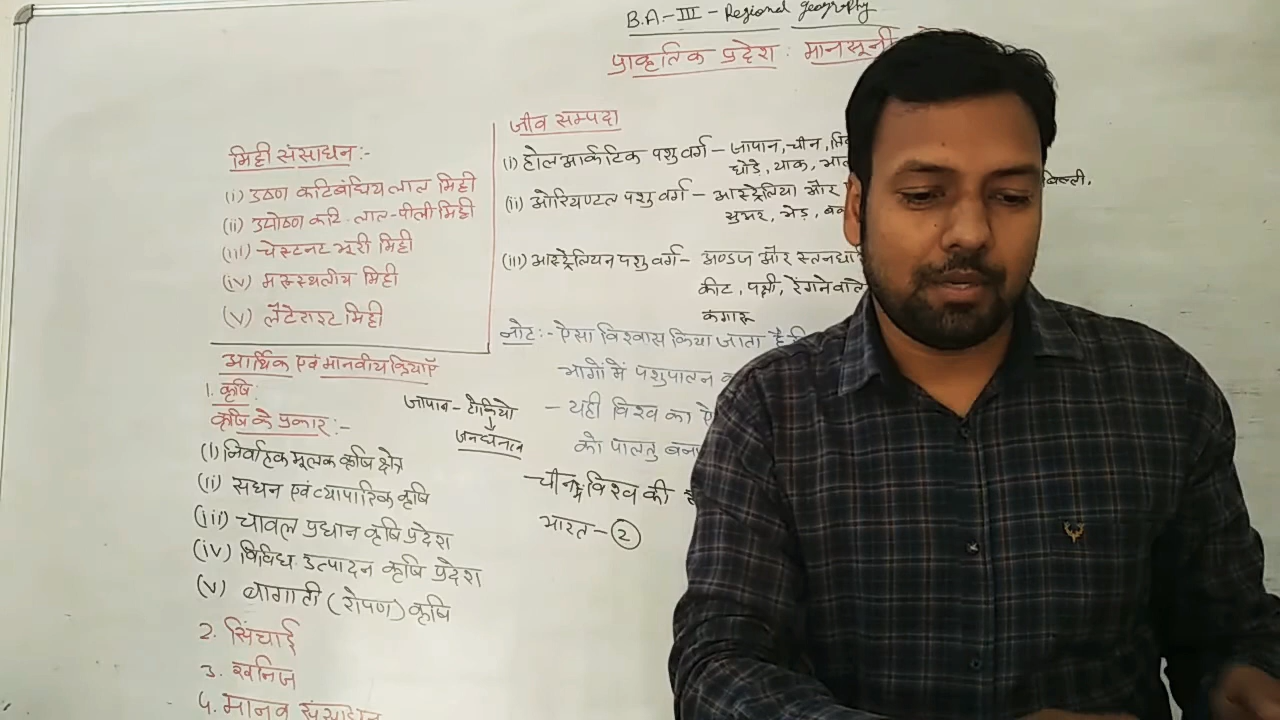 B.A-III - Regional Geography
प्राकृतिक प्रदेश : मानसूनी
मिट्टी संसाधन :-
(i) उष्ण कटिबंधिय लाल मिट्टी
(ii) उपोष्ण कटि. लाल-पीली मिट्टी
(iii) चेस्टनट भूरी मिट्टी
(iv) मरुस्थलीय मिट्टी
(v) लैटेराइट मिट्टी
आर्थिक एवं मानवीय क्रियाएँ
1. कृषि:
कृषि के प्रकार :-
(i) निर्वाहक मूलक कृषि क्षेत्र
(ii) सघन एवं व्यापारिक कृषि
(iii) चावल प्रधान कृषि प्रदेश
(iv) विविध उत्पादन कृषि प्रदेश
(v) बागाती (रोपण) कृषि
2. सिंचाई
3. खनिज
4. मानव संसाधन
जापान - टोकियो
↓
जनघनत्व
जीव सम्पदा
(i) होलआर्कटिक पशु वर्ग - जापान, चीन,
घोड़े, याक,
बिल्ली.
(ii) ओरियण्टल पशु वर्ग - आस्ट्रेलिया और
सुअर, भेड़,
(iii) आस्ट्रेलियन पशु वर्ग - अण्डज और स्तनधा
कीट, पक्षी, रेंगने वाले
कंगारू
नोट :- ऐसा विश्वास किया जाता है की
भागों में पशुपालन
- यही विश्व का
को पालतु बना
- चीन में विश्व की
भारत - 2